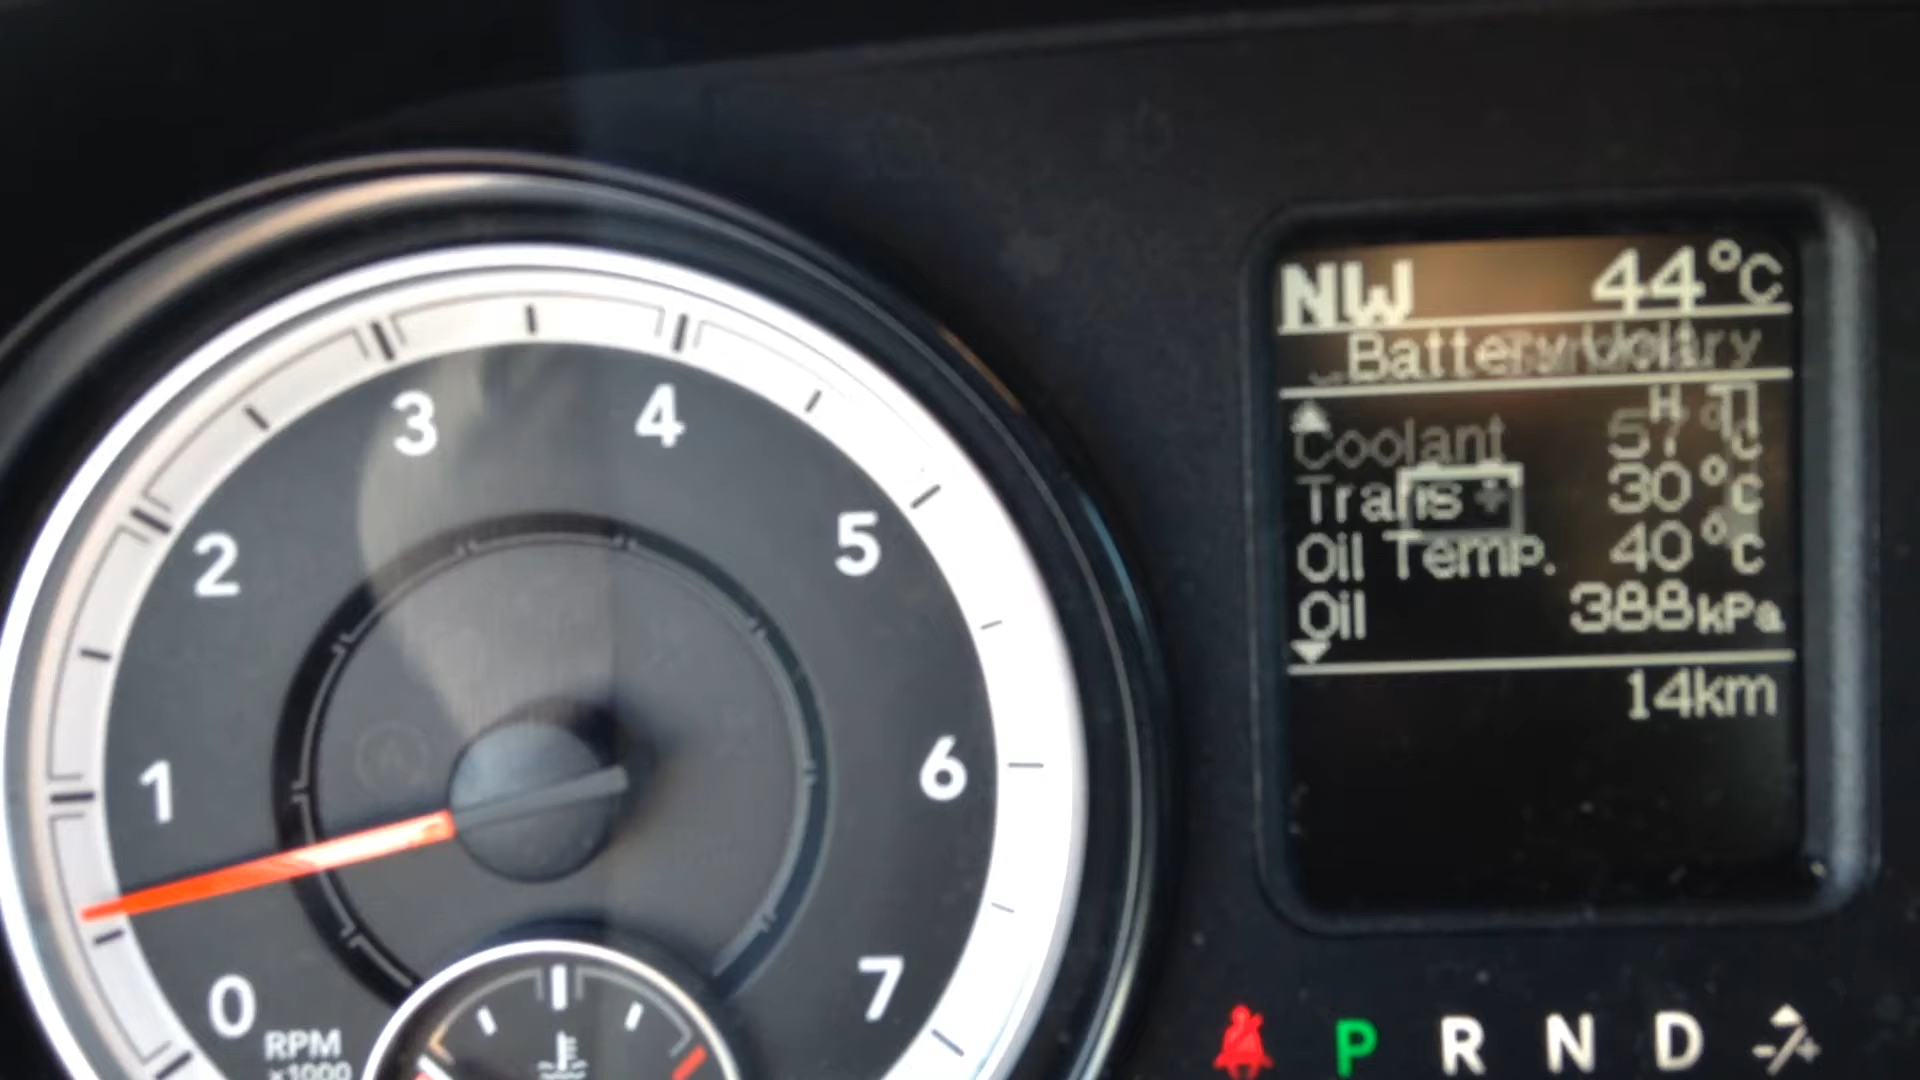 NW 44°C
Battery
Coolant 57°C
Trans 30°C
Oil Temp. 40°C
Oil 388kPa
14km
0
1
2
3
4
5
6
7
RPM
x1000
P R N D -/+